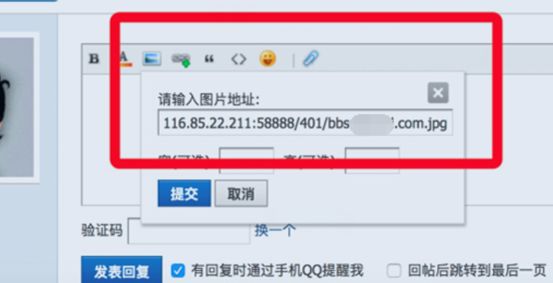 B A
请输入图片地址:
116.85.22.211:58888/401/bbs .com.jpg
宽(可选) 高(可选)
提交 取消
验证码 换一个
发表回复 有回复时通过手机QQ提醒我 回帖后跳转到最后一页